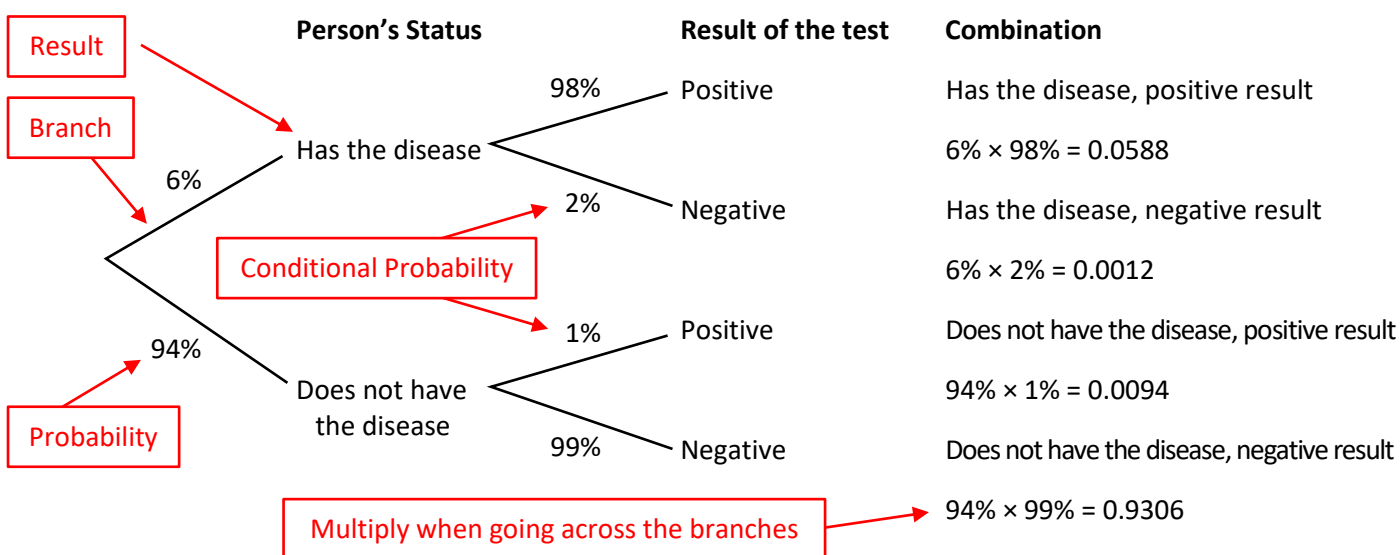 Person's Status
Result of the test
Combination
Result
98%
Positive
Has the disease, positive result
Branch
Has the disease
6% × 98% = 0.0588
6%
2%
Negative
Has the disease, negative result
Conditional Probability
6% × 2% = 0.0012
1%
Positive
Does not have the disease, positive result
94%
Does not have
the disease
94% × 1% = 0.0094
Probability
99%
Negative
Does not have the disease, negative result
Multiply when going across the branches
94% × 99% = 0.9306